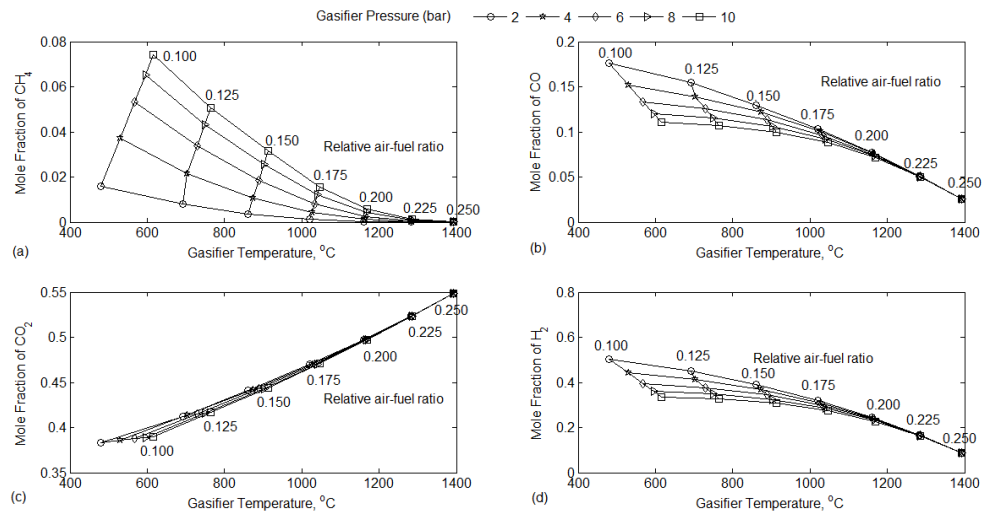 Gasifier Pressure (bar) 2 4 6 8 10
0.08
0.06
0.04
0.02
0
Mole Fraction of CH4
0.100
0.125
0.150
0.175
0.200
0.225
0.250
Relative air-fuel ratio
400 600 800 1000 1200 1400
(a)
Gasifier Temperature, oC
0.2
0.15
0.1
0.05
0
Mole Fraction of CO
0.100
0.125
0.150
0.175
0.200
0.225
0.250
Relative air-fuel ratio
400 600 800 1000 1200 1400
(b)
Gasifier Temperature, oC
0.55
0.5
0.45
0.4
0.35
Mole Fraction of CO2
0.250
0.225
0.200
0.175
0.150
0.125
0.100
Relative air-fuel ratio
400 600 800 1000 1200 1400
(c)
Gasifier Temperature, oC
0.8
0.6
0.4
0.2
0
Mole Fraction of H2
0.100
0.125
0.150
0.175
0.200
0.225
0.250
Relative air-fuel ratio
400 600 800 1000 1200 1400
(d)
Gasifier Temperature, oC